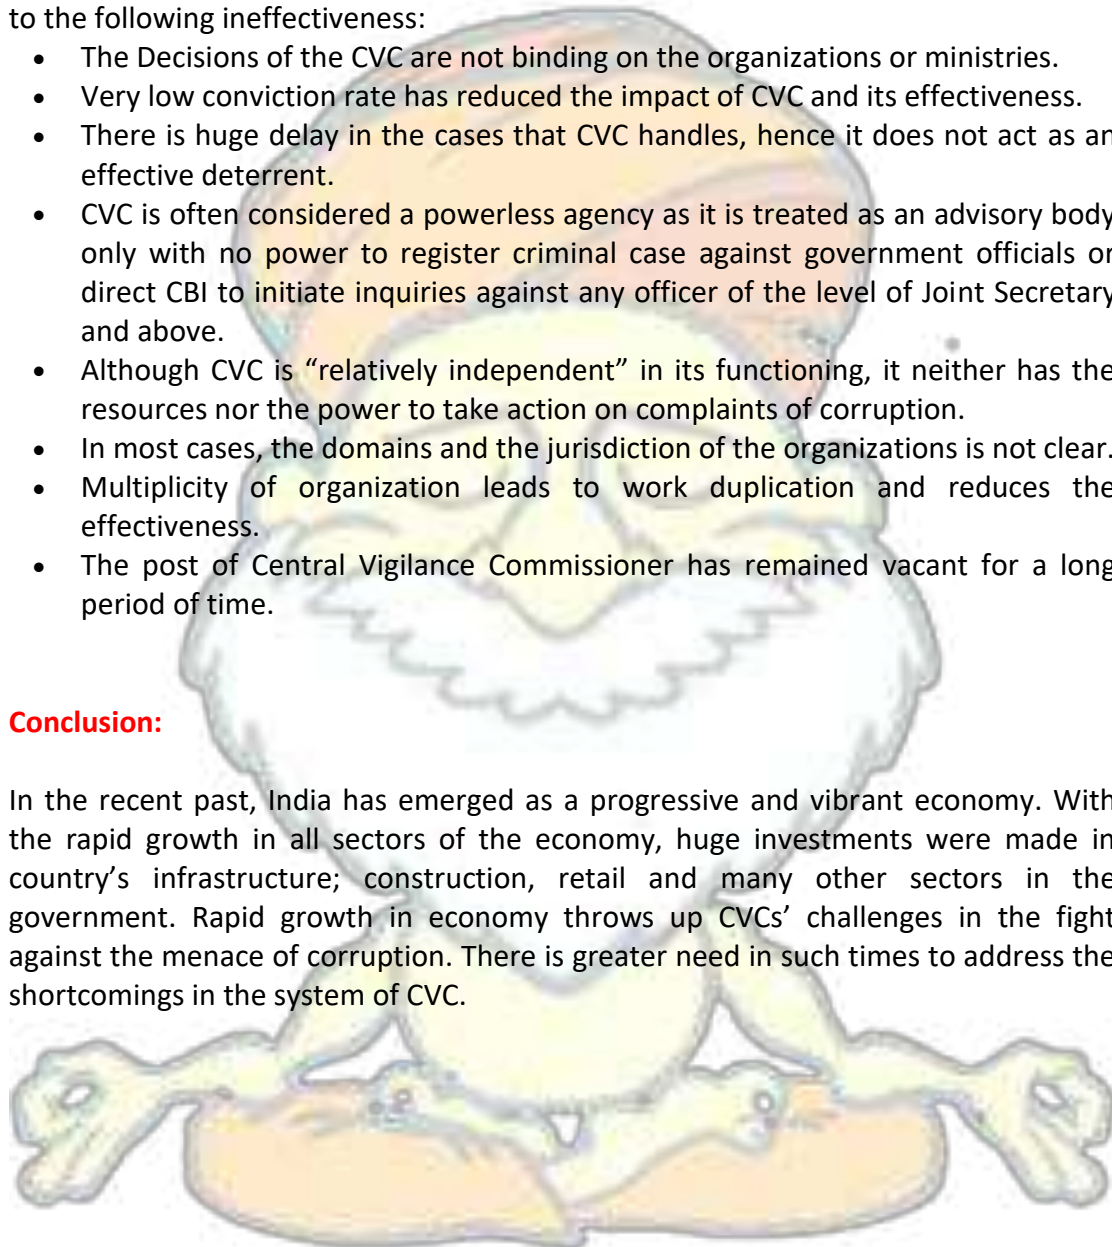 to the following ineffectiveness:
• The Decisions of the CVC are not binding on the organizations or ministries.
• Very low conviction rate has reduced the impact of CVC and its effectiveness.
• There is huge delay in the cases that CVC handles, hence it does not act as an
effective deterrent.
• CVC is often considered a powerless agency as it is treated as an advisory body
only with no power to register criminal case against government officials or
direct CBI to initiate inquiries against any officer of the level of Joint Secretary
and above.
• Although CVC is “relatively independent” in its functioning, it neither has the
resources nor the power to take action on complaints of corruption.
• In most cases, the domains and the jurisdiction of the organizations is not clear.
• Multiplicity of organization leads to work duplication and reduces the
effectiveness.
• The post of Central Vigilance Commissioner has remained vacant for a long
period of time.
Conclusion:
In the recent past, India has emerged as a progressive and vibrant economy. With
the rapid growth in all sectors of the economy, huge investments were made in
country’s infrastructure; construction, retail and many other sectors in the
government. Rapid growth in economy throws up CVCs’ challenges in the fight
against the menace of corruption. There is greater need in such times to address the
shortcomings in the system of CVC.